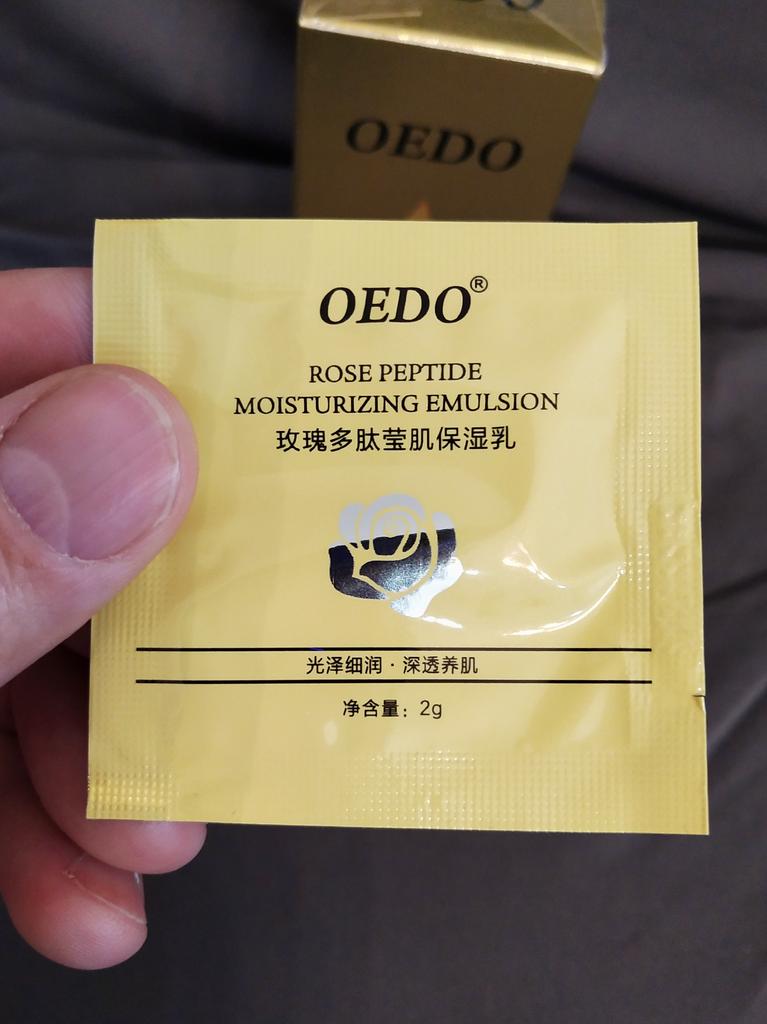 OEDO
OEDO®
ROSE PEPTIDE
MOISTURIZING EMULSION
玫瑰多肽莹肌保湿乳
光泽细润·深透养肌
净含量：2g